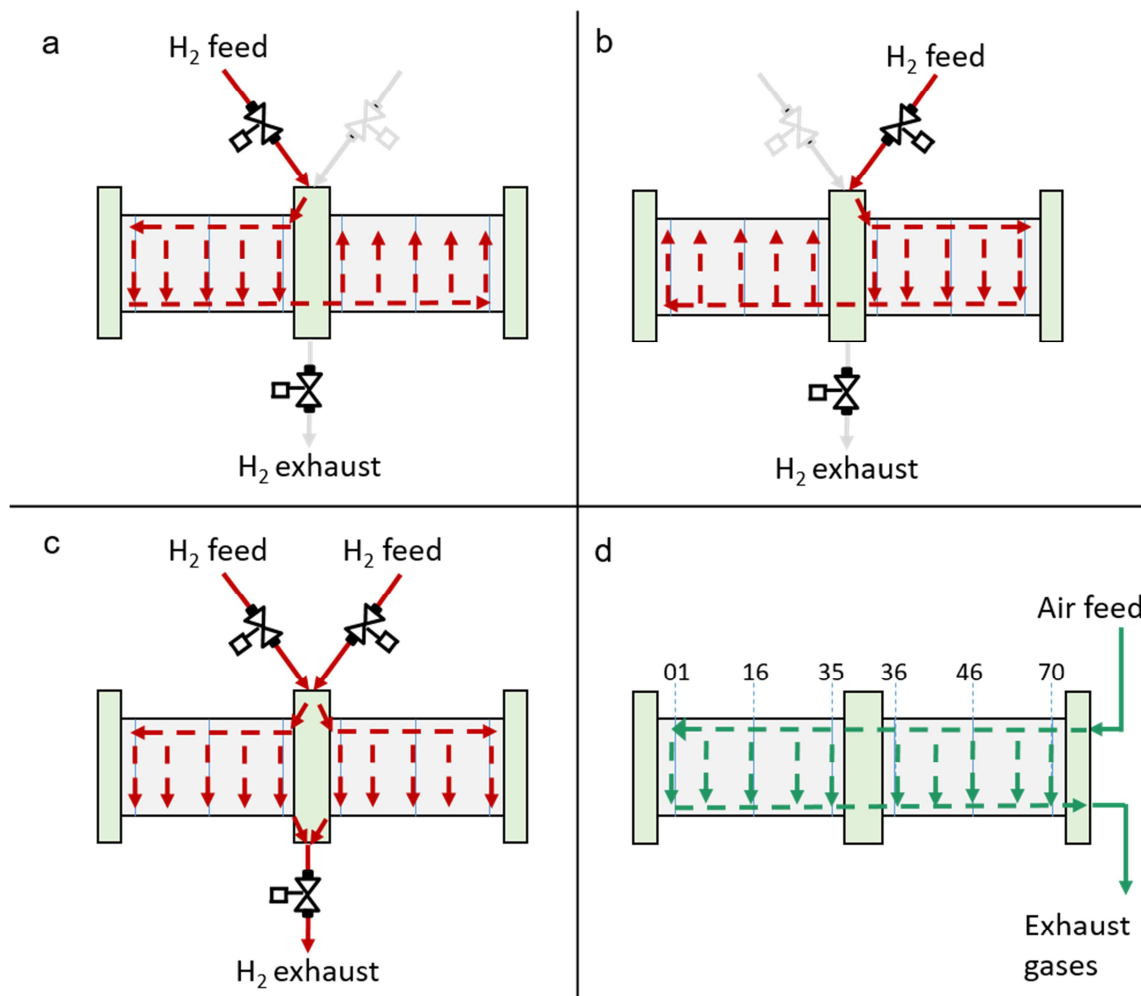 a
H₂ feed
H₂ exhaust
b
H₂ feed
H₂ exhaust
c
H₂ feed H₂ feed
H₂ exhaust
d
Air feed
01 16 35 36 46 70
Exhaust
gases